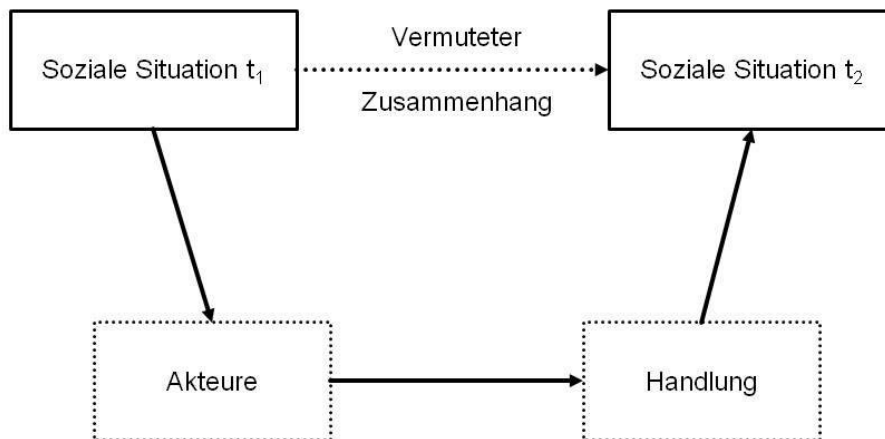 Soziale Situation t₁
Vermuteter
Zusammenhang
Soziale Situation t₂
Akteure
Handlung